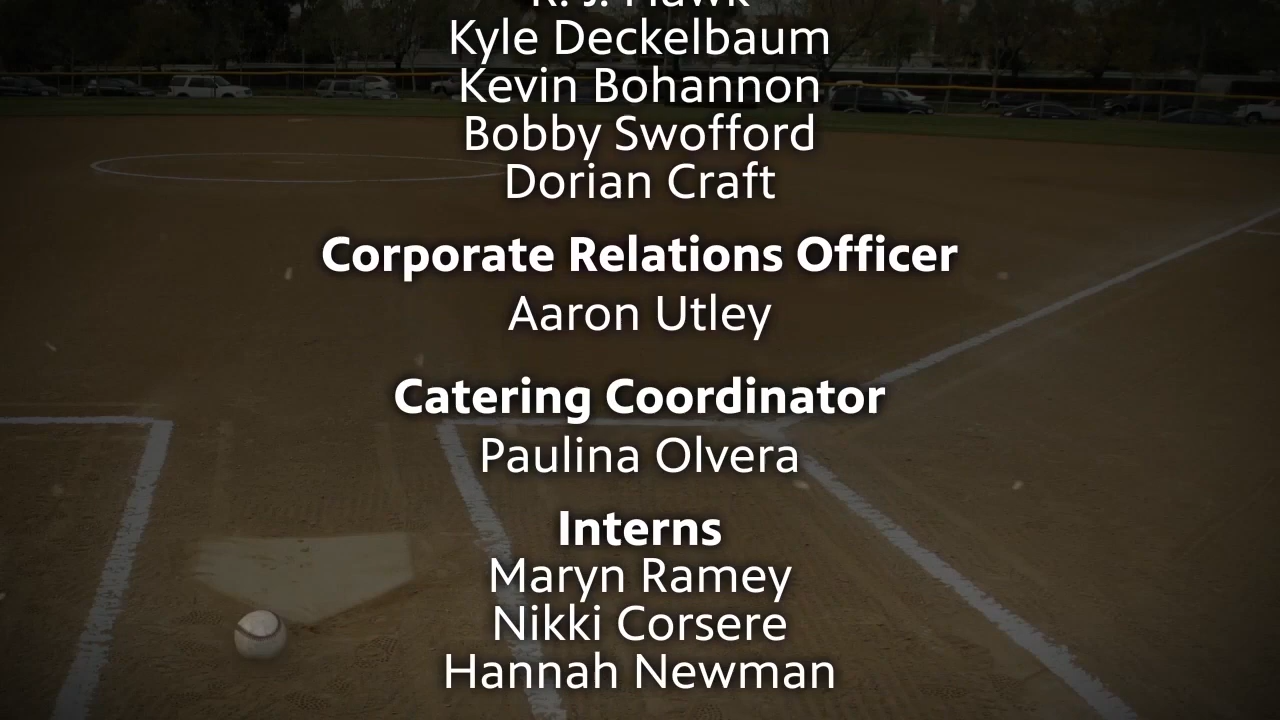 R. J.
Kyle Deckelbaum
Kevin Bohannon
Bobby Swofford
Dorian Craft
Corporate Relations Officer
Aaron Utley
Catering Coordinator
Paulina Olvera
Interns
Maryn Ramey
Nikki Corsere
Hannah Newman